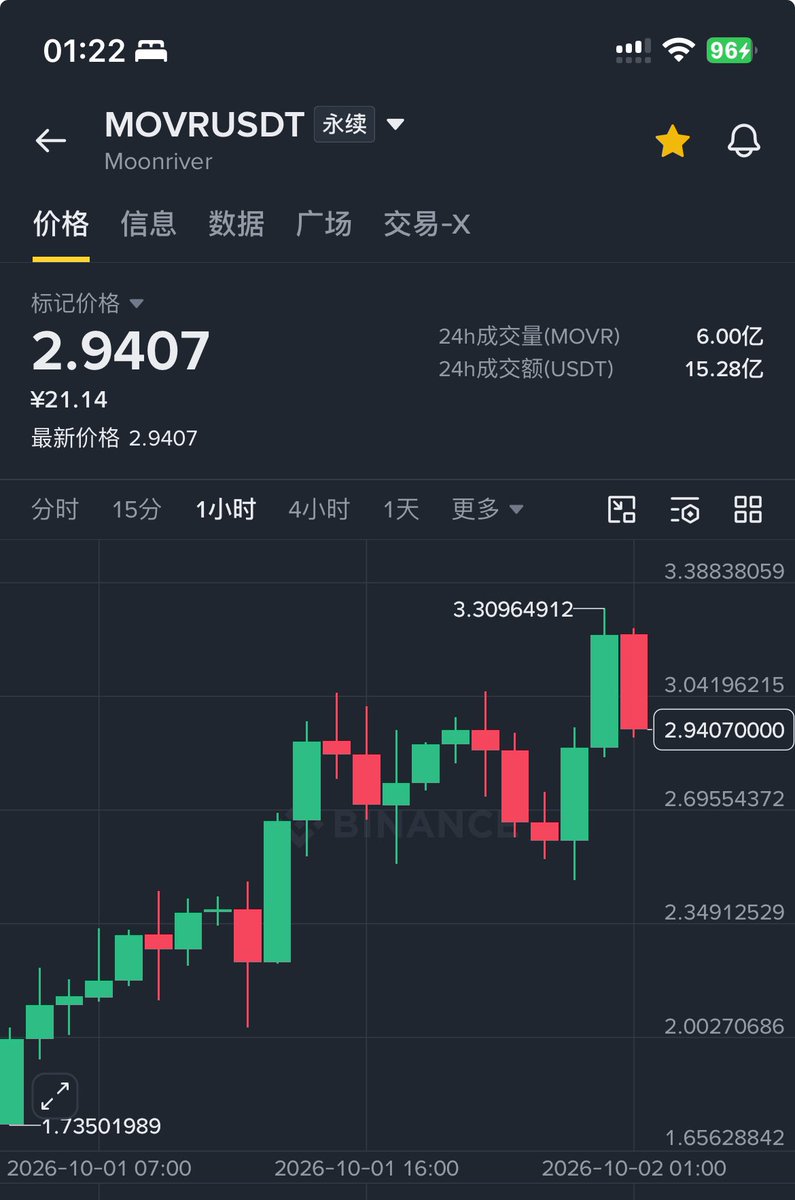 01:22
96
MOVRUSDT 永续
Moonriver
价格 信息 数据 广场 交易-X
标记价格
2.9407
24h成交量(MOVR) 6.00亿
24h成交额(USDT) 15.28亿
¥21.14
最新价格 2.9407
分时 15分 1小时 4小时 1天 更多
3.38838059
3.30964912
3.04196215
2.94070000
2.69554372
BINANCE
2.34912529
2.00270686
1.73501989
1.65628842
2026-10-01 07:00 2026-10-01 16:00 2026-10-02 01:00